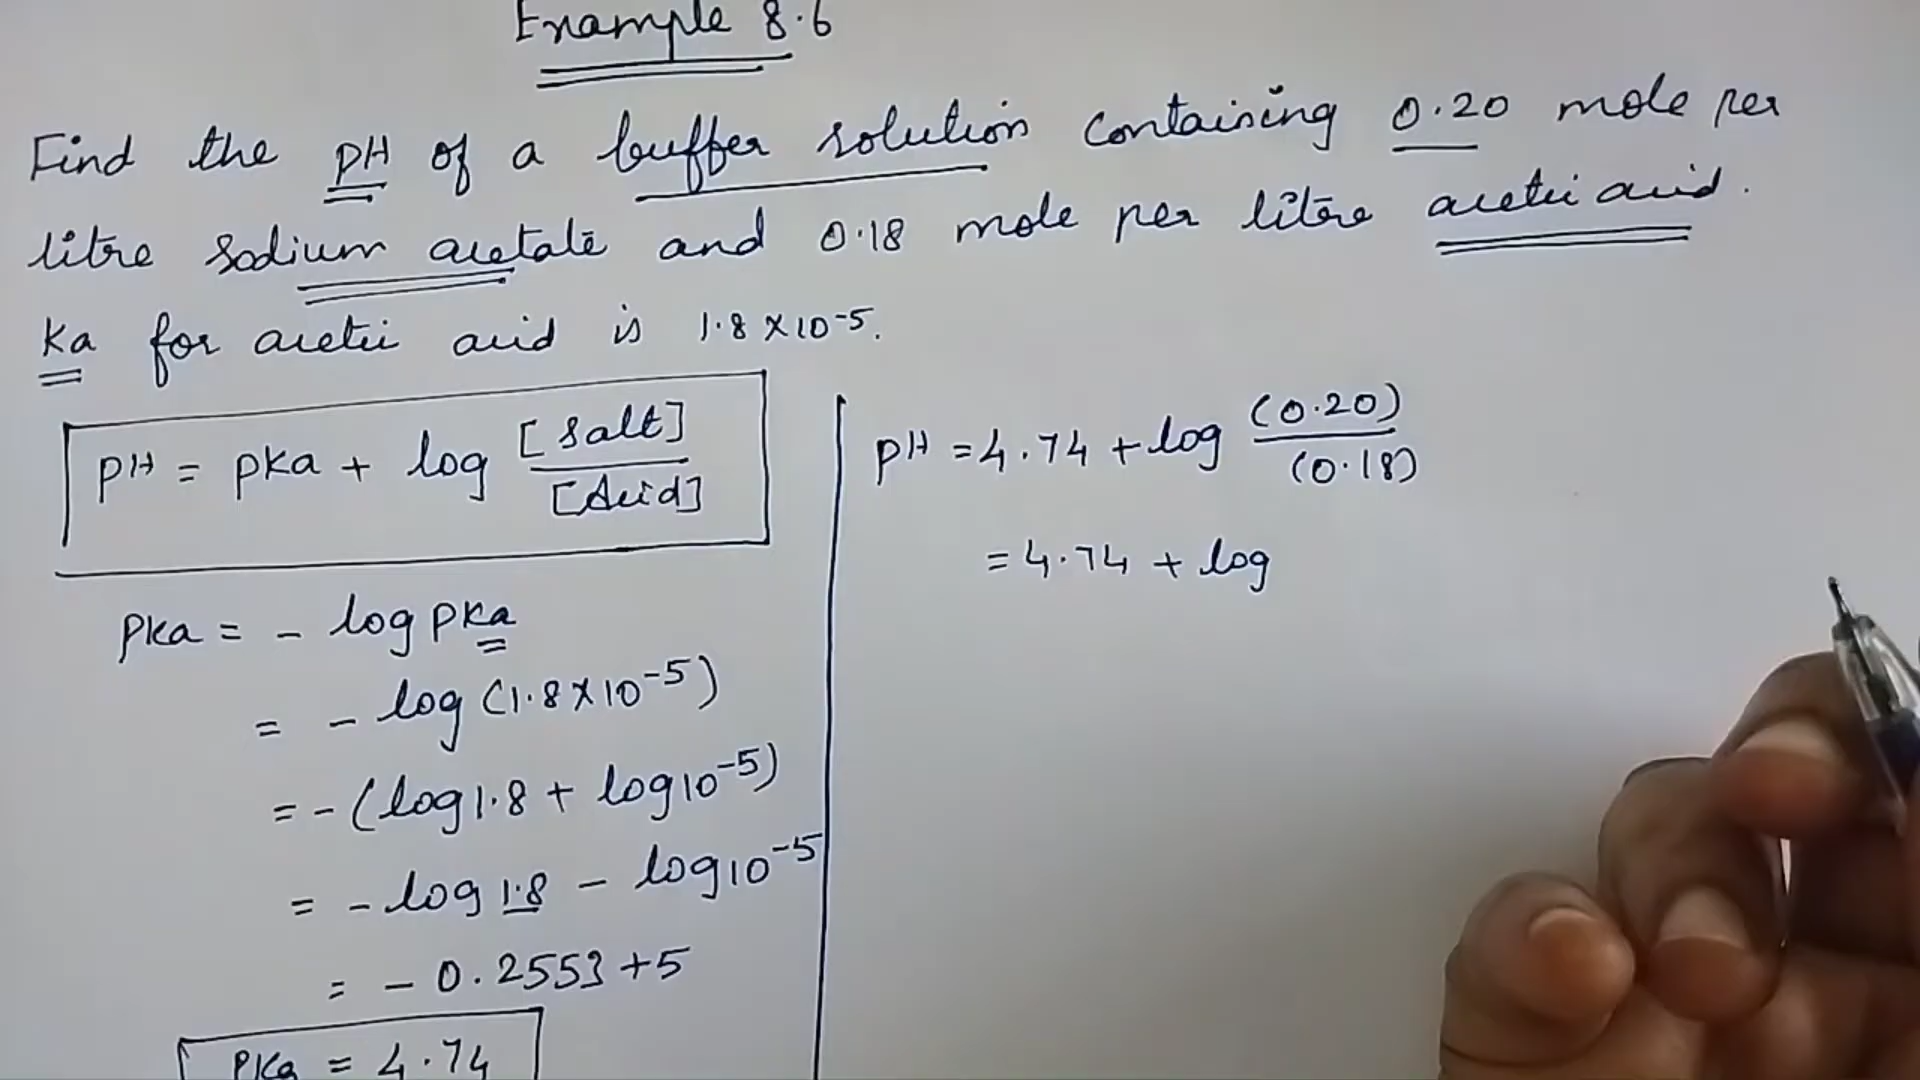 Example 8.6
Find the pH of a buffer solution containing 0.20 mole per
litre sodium acetate and 0.18 mole per litre acetic acid.
Ka for acetic acid is 1.8 × 10⁻⁵.
pH = pka + log [Salt] / [Acid]
pka = - log pka
= - log (1.8 × 10⁻⁵)
= - (log 1.8 + log 10⁻⁵)
= - log 1.8 - log 10⁻⁵
= - 0.2553 + 5
pka = 4.74
pH = 4.74 + log (0.20) / (0.18)
= 4.74 + log